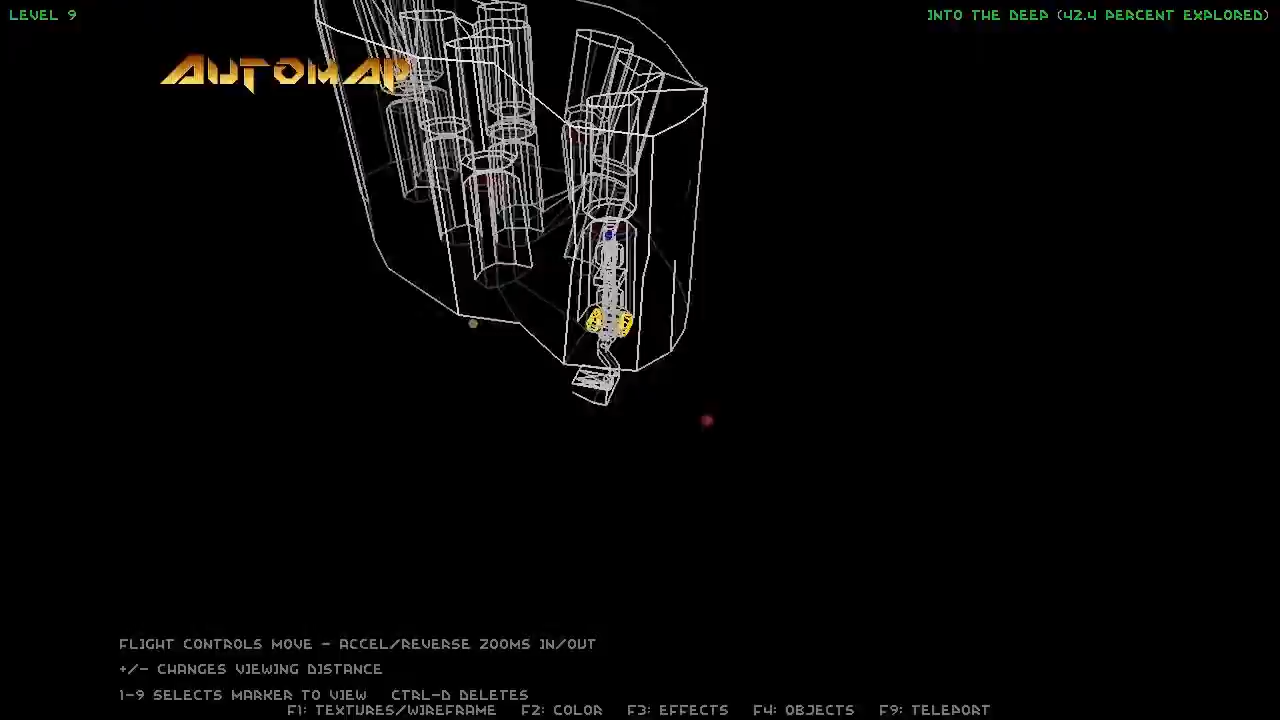 LEVEL 9
INTO THE DEEP (42.4 PERCENT EXPLORED)
AUTOMAP
FLIGHT CONTROLS MOVE - ACCEL/REVERSE ZOOMS IN/OUT
+/- CHANGES VIEWING DISTANCE
1-9 SELECTS MARKER TO VIEW CTRL-D DELETES
F1: TEXTURES/WIREFRAME F2: COLOR F3: EFFECTS F4: OBJECTS F9: TELEPORT